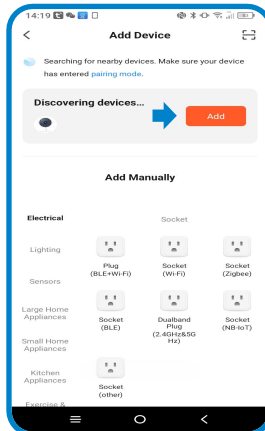 14:19
Add Device
Searching for nearby devices. Make sure your device
has entered pairing mode.
Discovering devices...
Add
Add Manually
Electrical
Socket
Lighting
Plug
(BLE+Wi-Fi)
Socket
(Wi-Fi)
Socket
(Zigbee)
Sensors
Large Home
Appliances
Socket
(BLE)
Dualband
Plug
(2.4GHz&5G
Hz)
Socket
(NB-IoT)
Small Home
Appliances
Kitchen
Appliances
Socket
(other)
Exercise &